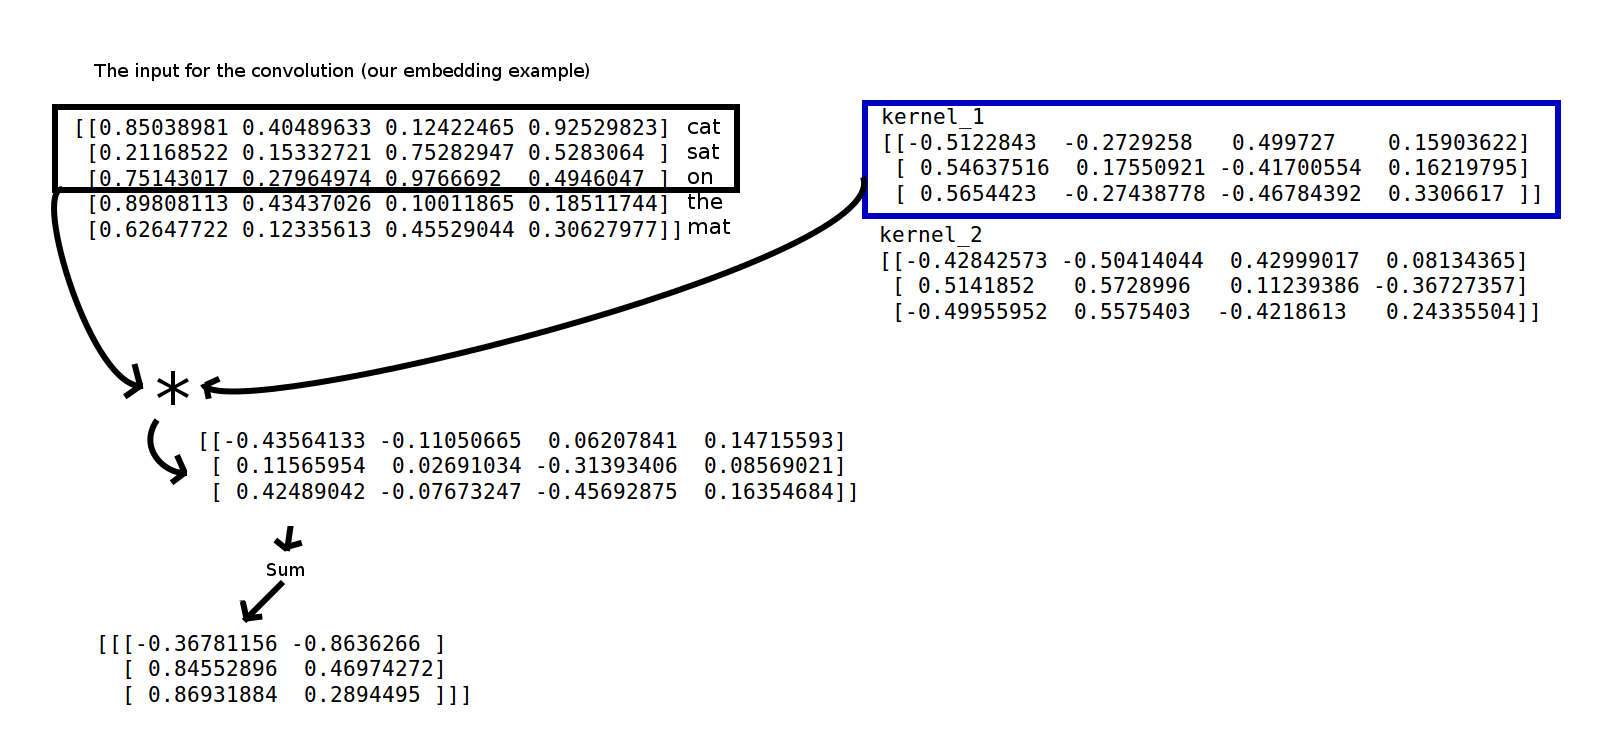 The input for the convolution (our embedding example)
[[0.85038981 0.40489633 0.12422465 0.92529823] cat
[0.21168522 0.15332721 0.75282947 0.5283064 ] sat
[0.75143017 0.27964974 0.9766692 0.4946047 ] on
[0.89808113 0.43437026 0.10011865 0.18511744] the
[0.62647722 0.12335613 0.45529044 0.30627977]] mat
kernel_1
[[-0.5122843 -0.2729258 0.499727 0.15903622]
[ 0.54637516 0.17550921 -0.41700554 0.16219795]
[ 0.5654423 -0.27438778 -0.46784392 0.3306617 ]]
kernel_2
[[-0.42842573 -0.50414044 0.42999017 0.08134365]
[ 0.5141852 0.5728996 0.11239386 -0.36727357]
[-0.49955952 0.5575403 -0.4218613 0.24335504]]
*
[[-0.43564133 -0.11050665 0.06207841 0.14715593]
[ 0.11565954 0.02691034 -0.31393406 0.08569021]
[ 0.42489042 -0.07673247 -0.45692875 0.16354684]]
Sum
[[[-0.36781156 -0.8636266 ]
[ 0.84552896 0.46974272]
[ 0.86931884 0.2894495 ]]]